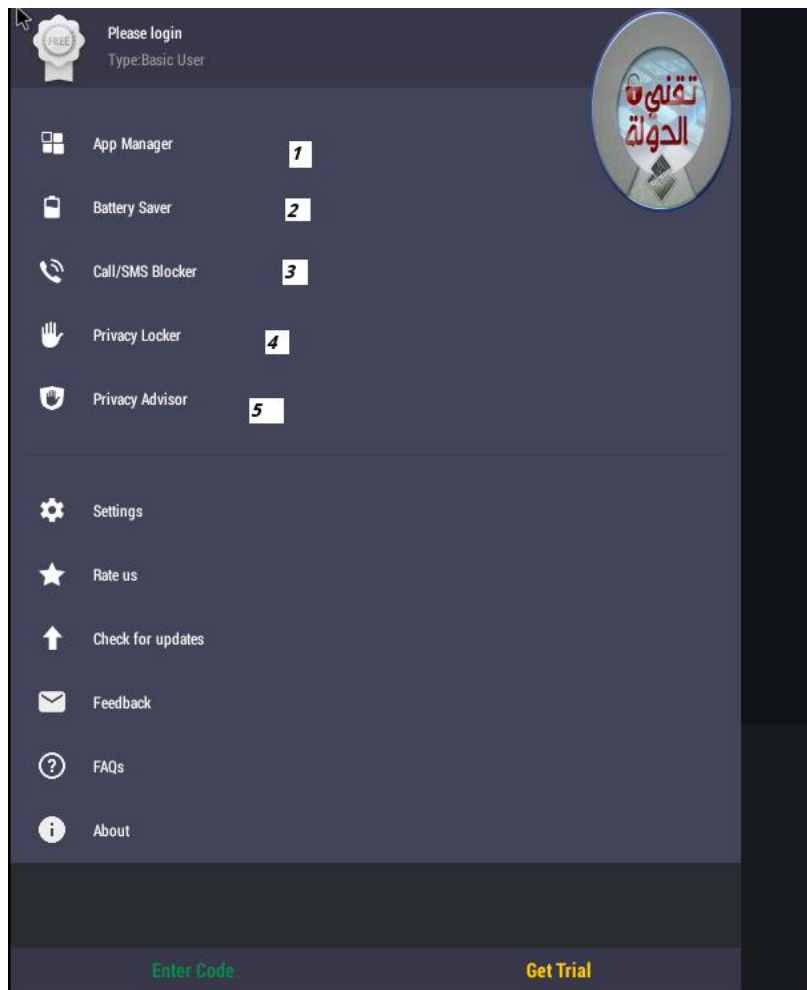 FREE
Please login
Type:Basic User
تقني
الدولة
App Manager
1
Battery Saver
2
Call/SMS Blocker
3
Privacy Locker
4
Privacy Advisor
5
Settings
Rate us
Check for updates
Feedback
FAQs
About
Enter Code
Get Trial